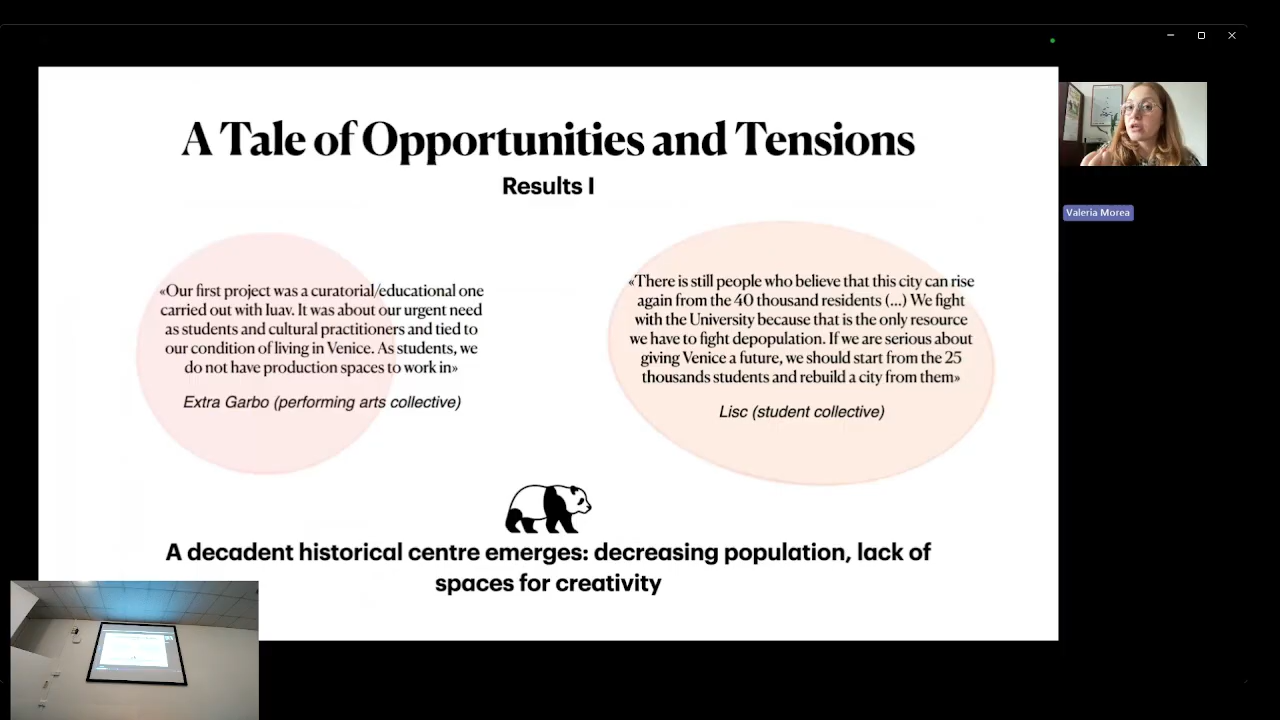 A Tale of Opportunities and Tensions
Results I
«Our first project was a curatorial/educational one
carried out with Iuav. It was about our urgent need
as students and cultural practitioners and tied to
our condition of living in Venice. As students, we
do not have production spaces to work in»
Extra Garbo (performing arts collective)
«There is still people who believe that this city can rise
again from the 40 thousand residents (...) We fight
with the University because that is the only resource
we have to fight depopulation. If we are serious about
giving Venice a future, we should start from the 25
thousands students and rebuild a city from them»
Lisc (student collective)
A decadent historical centre emerges: decreasing population, lack of
spaces for creativity
Valeria Morea